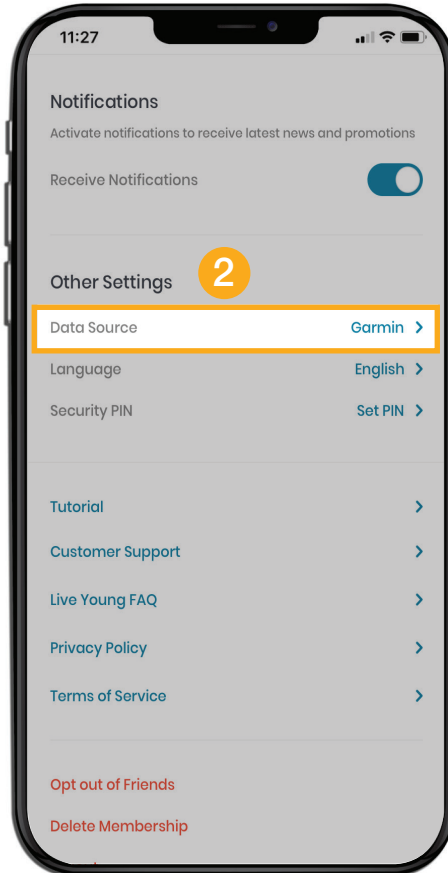 11:27
Notifications
Activate notifications to receive latest news and promotions
Receive Notifications
Other Settings 2
Data Source Garmin >
Language English >
Security PIN Set PIN >
Tutorial >
Customer Support >
Live Young FAQ >
Privacy Policy >
Terms of Service >
Opt out of Friends
Delete Membership